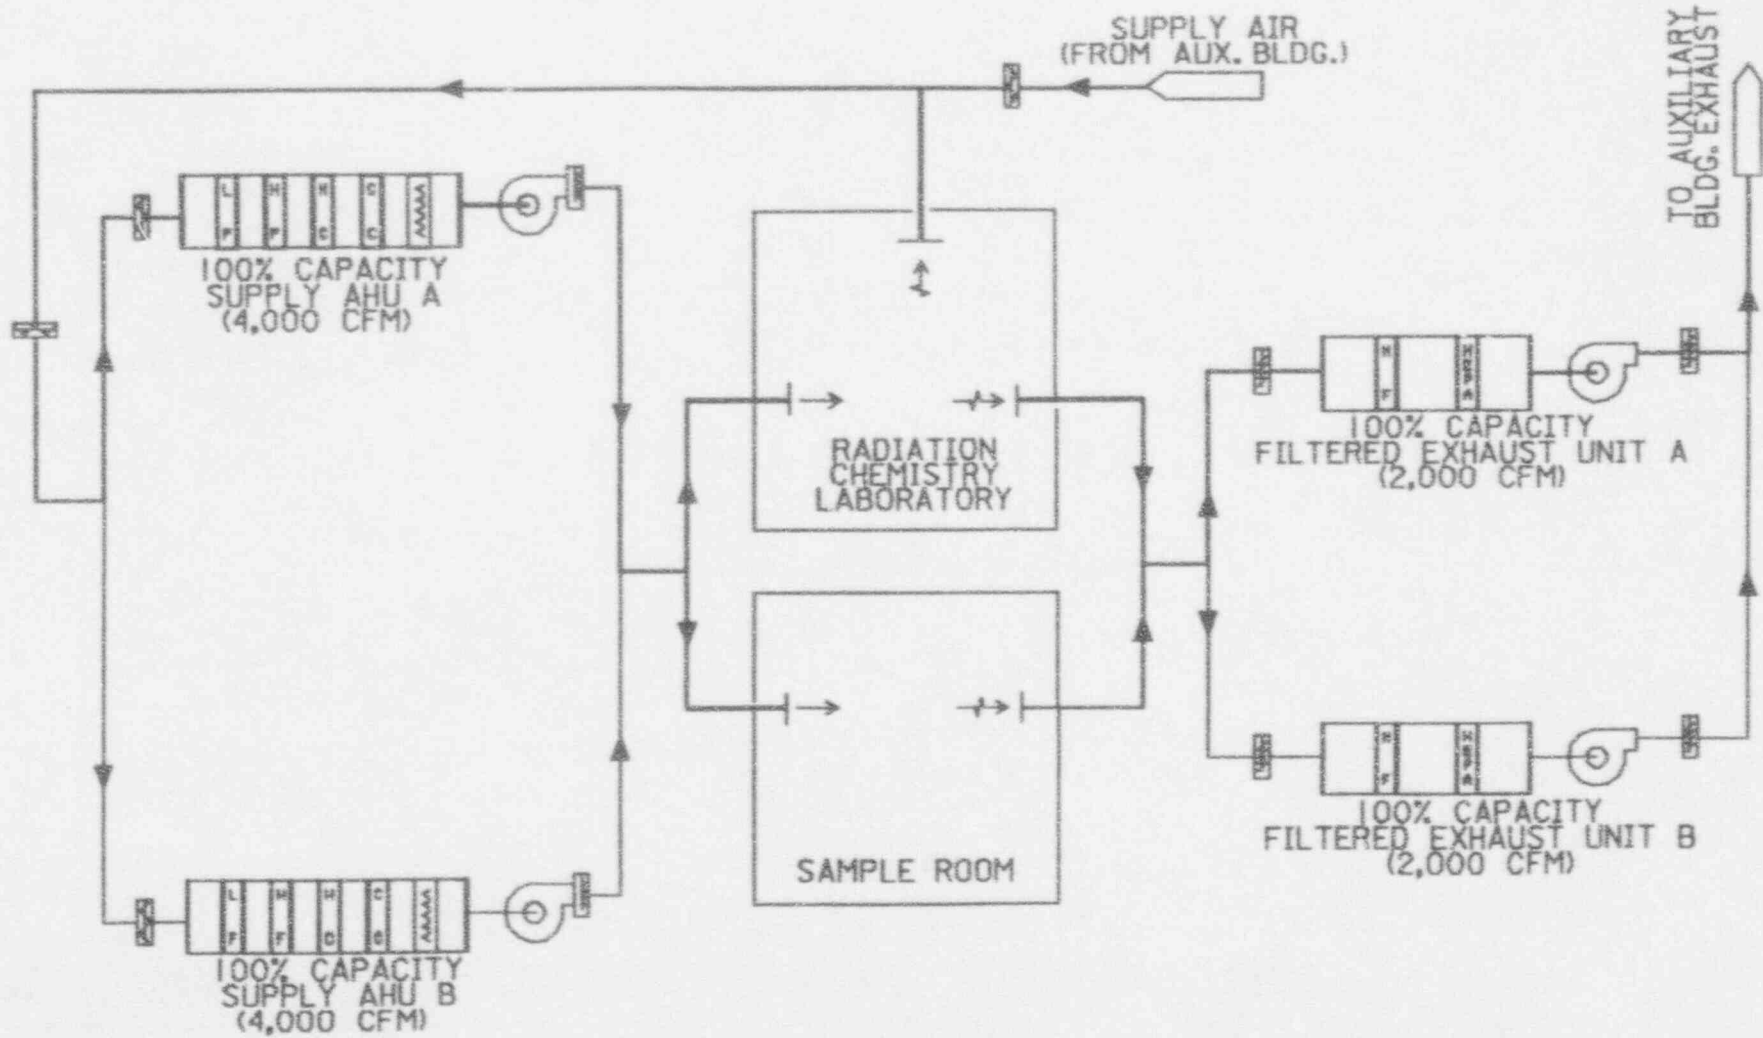 SUPPLY AIR
(FROM AUX. BLDG.)
TO AUXILIARY
BLDG. EXHAUST
L F
H F
H C
C C
100% CAPACITY
SUPPLY AHU A
(4,000 CFM)
RADIATION
CHEMISTRY
LABORATORY
H F
HEPA
100% CAPACITY
FILTERED EXHAUST UNIT A
(2,000 CFM)
SAMPLE ROOM
H F
HEPA
100% CAPACITY
FILTERED EXHAUST UNIT B
(2,000 CFM)
L F
H F
100% CAPACITY
SUPPLY AHU B
(4,000 CFM)